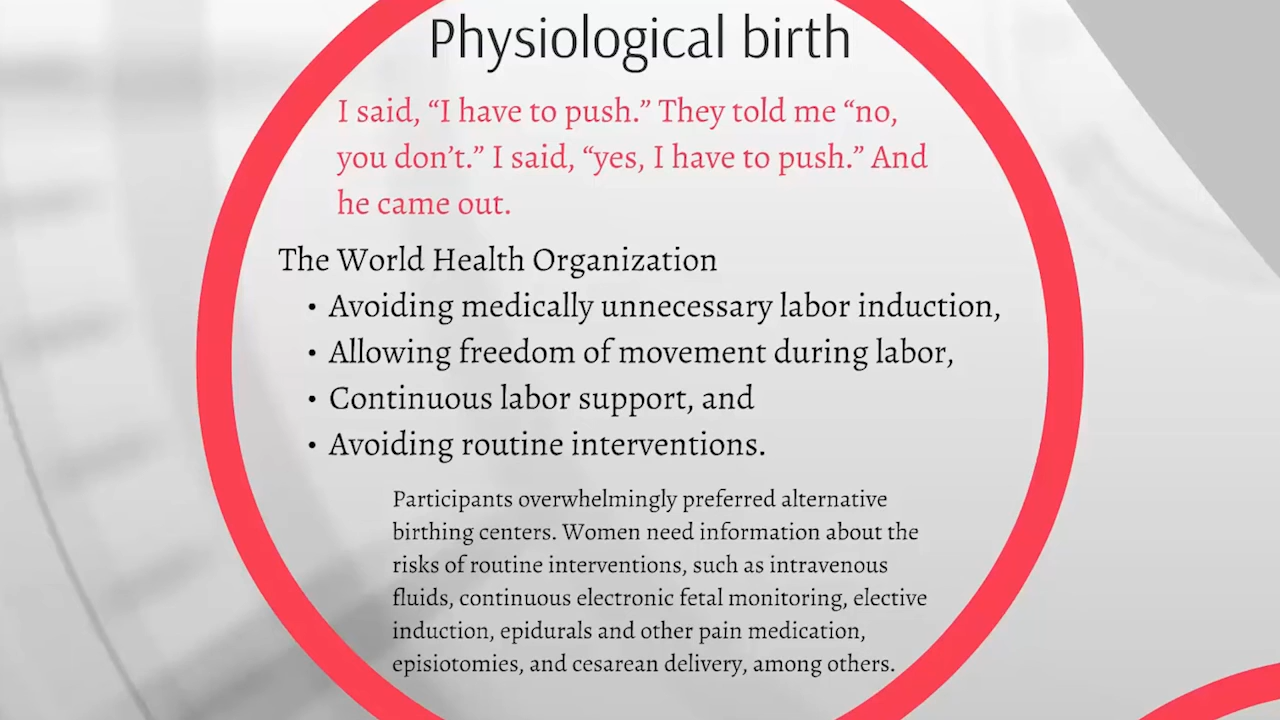 Physiological birth
I said, “I have to push.” They told me “no,
you don’t.” I said, “yes, I have to push.” And
he came out.
The World Health Organization
• Avoiding medically unnecessary labor induction,
• Allowing freedom of movement during labor,
• Continuous labor support, and
• Avoiding routine interventions.
Participants overwhelmingly preferred alternative
birthing centers. Women need information about the
risks of routine interventions, such as intravenous
fluids, continuous electronic fetal monitoring, elective
induction, epidurals and other pain medication,
episiotomies, and cesarean delivery, among others.